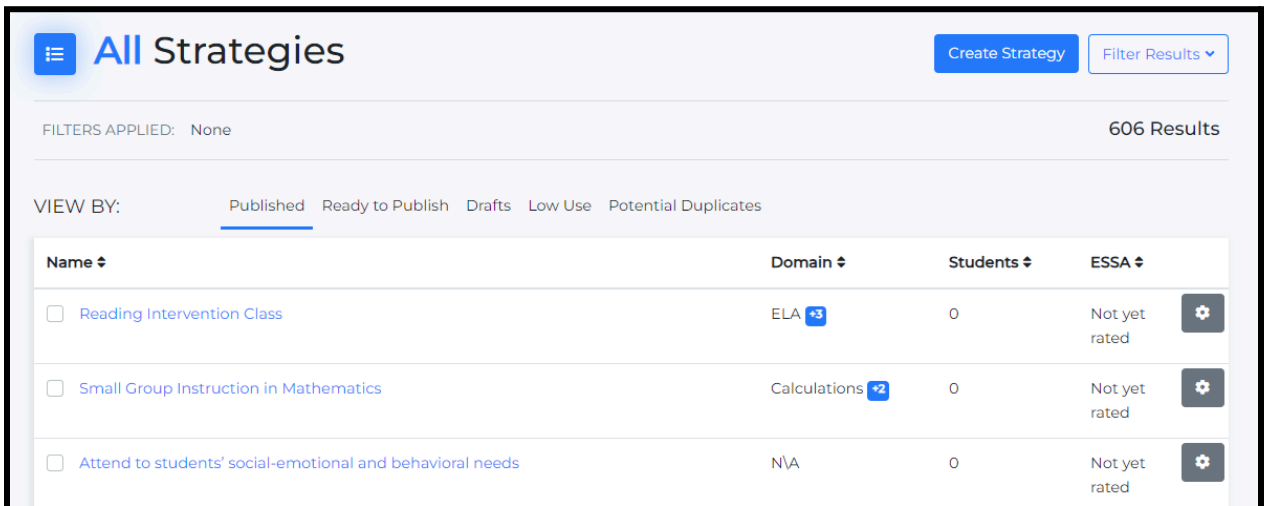 All Strategies
Create Strategy
Filter Results
FILTERS APPLIED: None
606 Results
VIEW BY:
Published Ready to Publish Drafts Low Use Potential Duplicates
Name Domain Students ESSA
Reading Intervention Class ELA +3 0 Not yet
rated
Small Group Instruction in Mathematics Calculations +2 0 Not yet
rated
Attend to students’ social-emotional and behavioral needs N\A 0 Not yet
rated